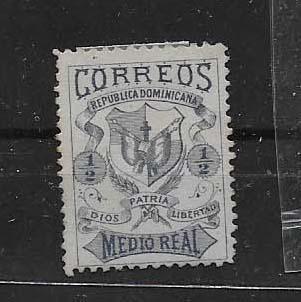 CORREOS
REPUBLICA DOMINICANA
1/2 1/2
PATRIA
DIOS LIBERTAD
MEDIO REAL